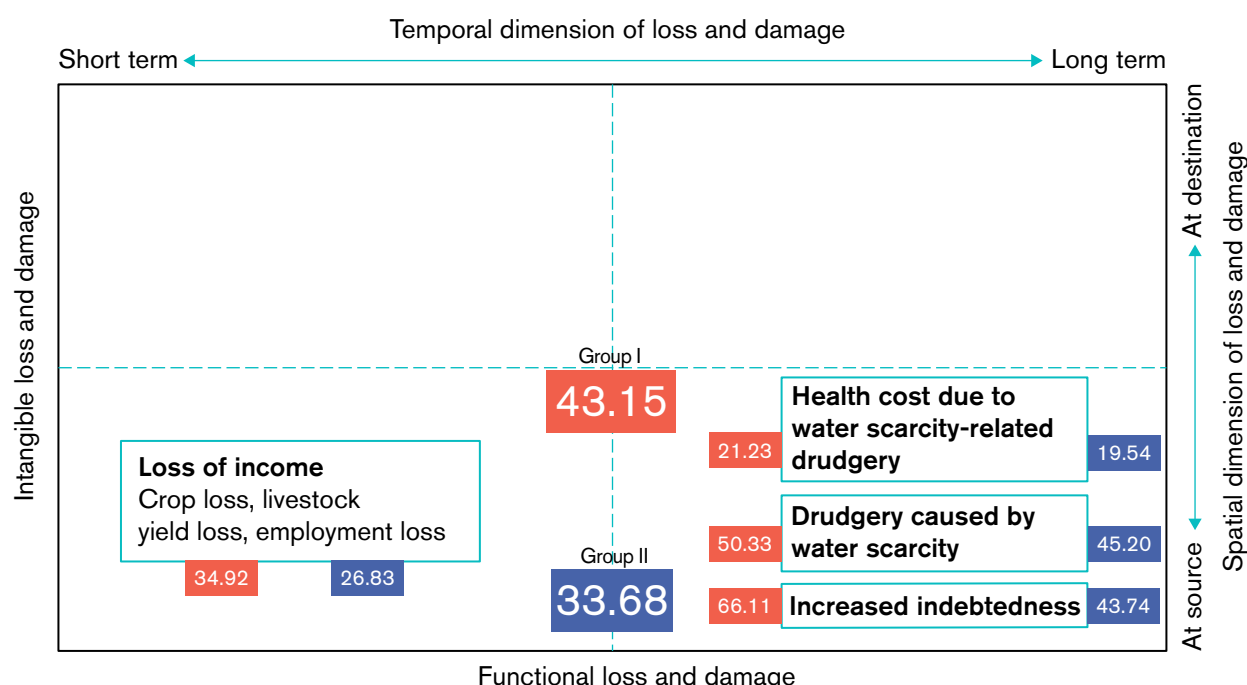 Temporal dimension of loss and damage
Short term
Long term
Intangible loss and damage
At destination
At source
Spatial dimension of loss and damage
Group I
43.15
Health cost due to
water scarcity-related
drudgery
21.23
19.54
Loss of income
Crop loss, livestock
yield loss, employment loss
34.92
26.83
Drudgery caused by
water scarcity
50.33
45.20
Group II
33.68
66.11
Increased indebtedness
43.74
Functional loss and damage